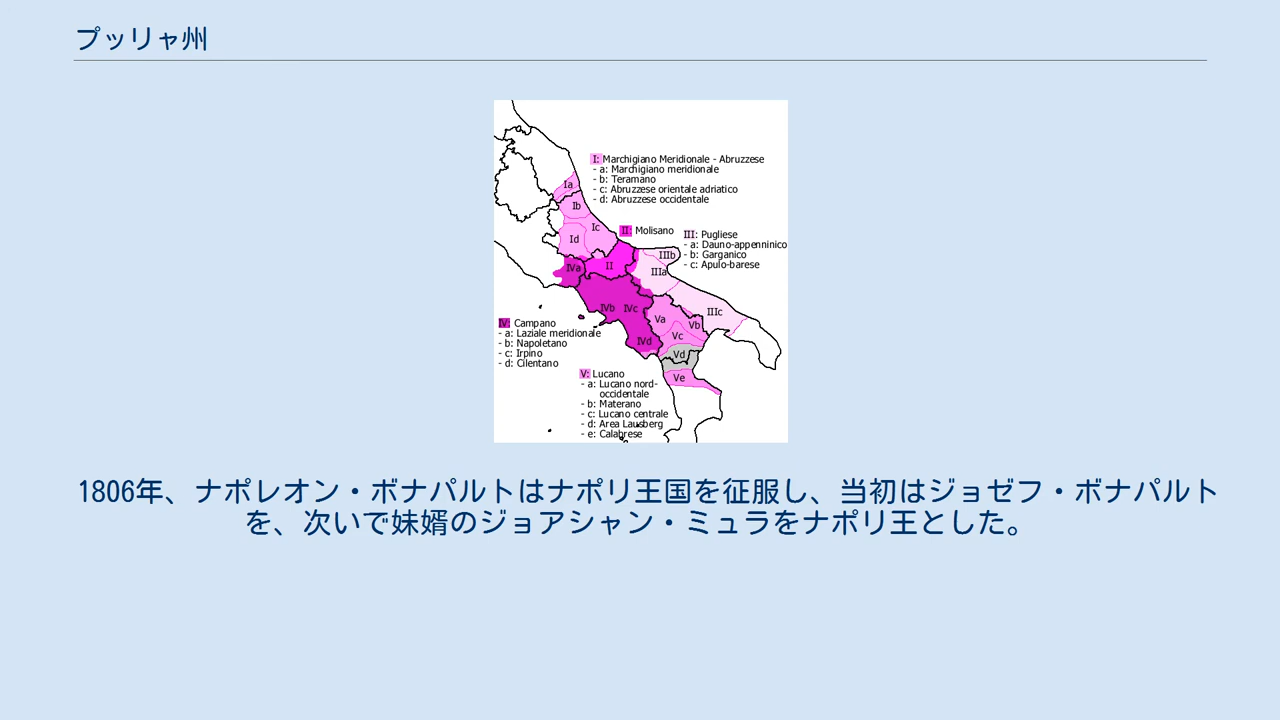 プッリャ州
I: Marchigiano Meridionale - Abruzzese
- a: Marchigiano meridionale
- b: Teramano
- c: Abruzzese orientale adriatico
- d: Abruzzese occidentale
Ia
Ib
Ic
Id
II: Molisano
III: Pugliese
- a: Dauno-appenninico
- b: Garganico
- c: Apulo-barese
IIIb
II
IVa
IIIa
IVb
IVc
Va
IIIc
Vb
Vc
IVd
Vd
Ve
IV: Campano
- a: Laziale meridionale
- b: Napoletano
- c: Irpino
- d: Cilentano
V: Lucano
- a: Lucano nord-
occidentale
- b: Materano
- c: Lucano centrale
- d: Area Lausberg
- e: Calabrese
1806年、ナポレオン・ボナパルトはナポリ王国を征服し、当初はジョゼフ・ボナパルト
を、次いで妹婿のジョアシャン・ミュラをナポリ王とした。